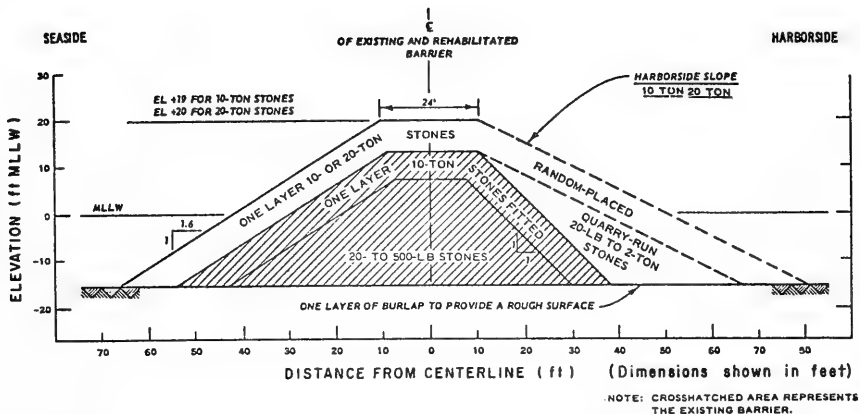 SEASIDE
℄
OF EXISTING AND REHABILITATED
BARRIER
HARBORSIDE
EL +19 FOR 10-TON STONES
EL +20 FOR 20-TON STONES
24'
HARBORSIDE SLOPE
10 TON 20 TON
ELEVATION (ft MLLW)
30
20
10
0
-10
-20
MLLW
1.6
1
ONE LAYER 10- OR 20-TON
STONES
ONE LAYER
10-TON
STONES FITTED
1
1
20- TO 500-LB STONES
RANDOM-PLACED
QUARRY-RUN
20-LB TO 2-TON
STONES
ONE LAYER OF BURLAP TO PROVIDE A ROUGH SURFACE
70 60 50 40 30 20 10 0 10 20 30 40 50 60 70 80
DISTANCE FROM CENTERLINE (ft) (Dimensions shown in feet)
NOTE: CROSSHATCHED AREA REPRESENTS
THE EXISTING BARRIER.